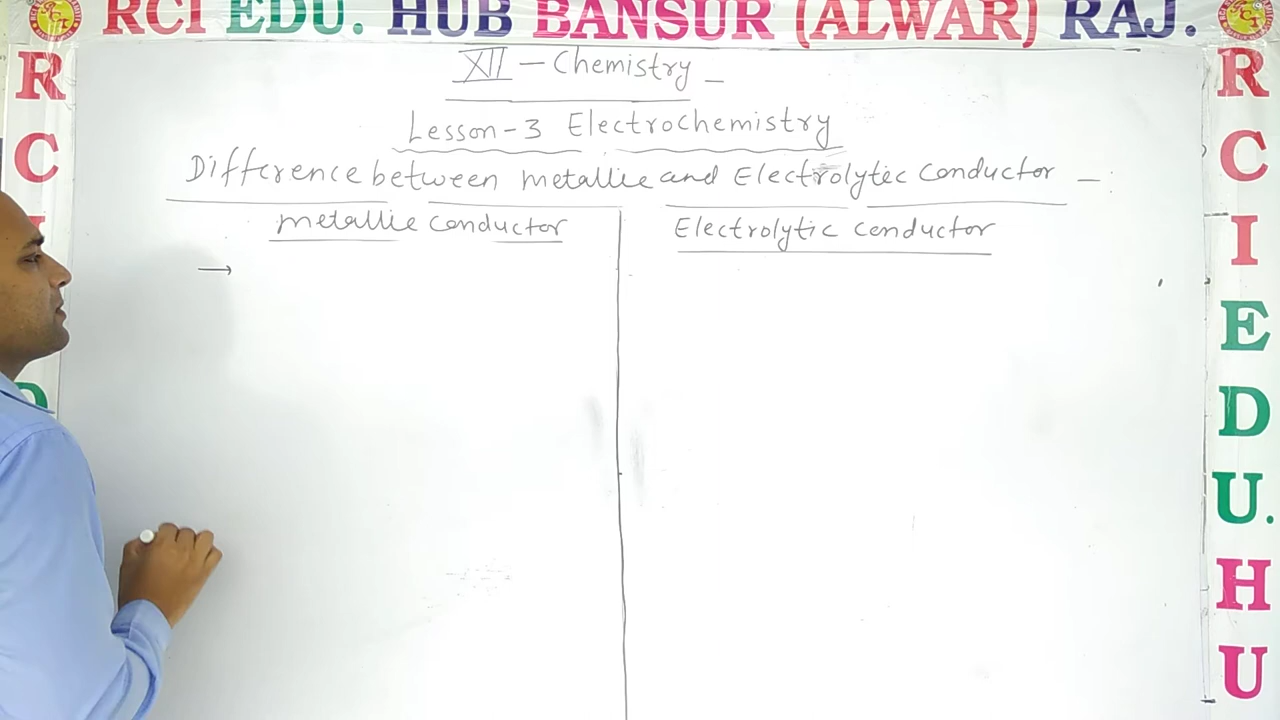 RCI EDU. HUB BANSUR (ALWAR) RAJ.
XII - Chemistry -
Lesson-3 Electrochemistry
Difference between metallic and Electrolytic conductor -
metallic conductor
Electrolytic conductor
→
R
C
I
R
C
I
E
D
U.
H
U